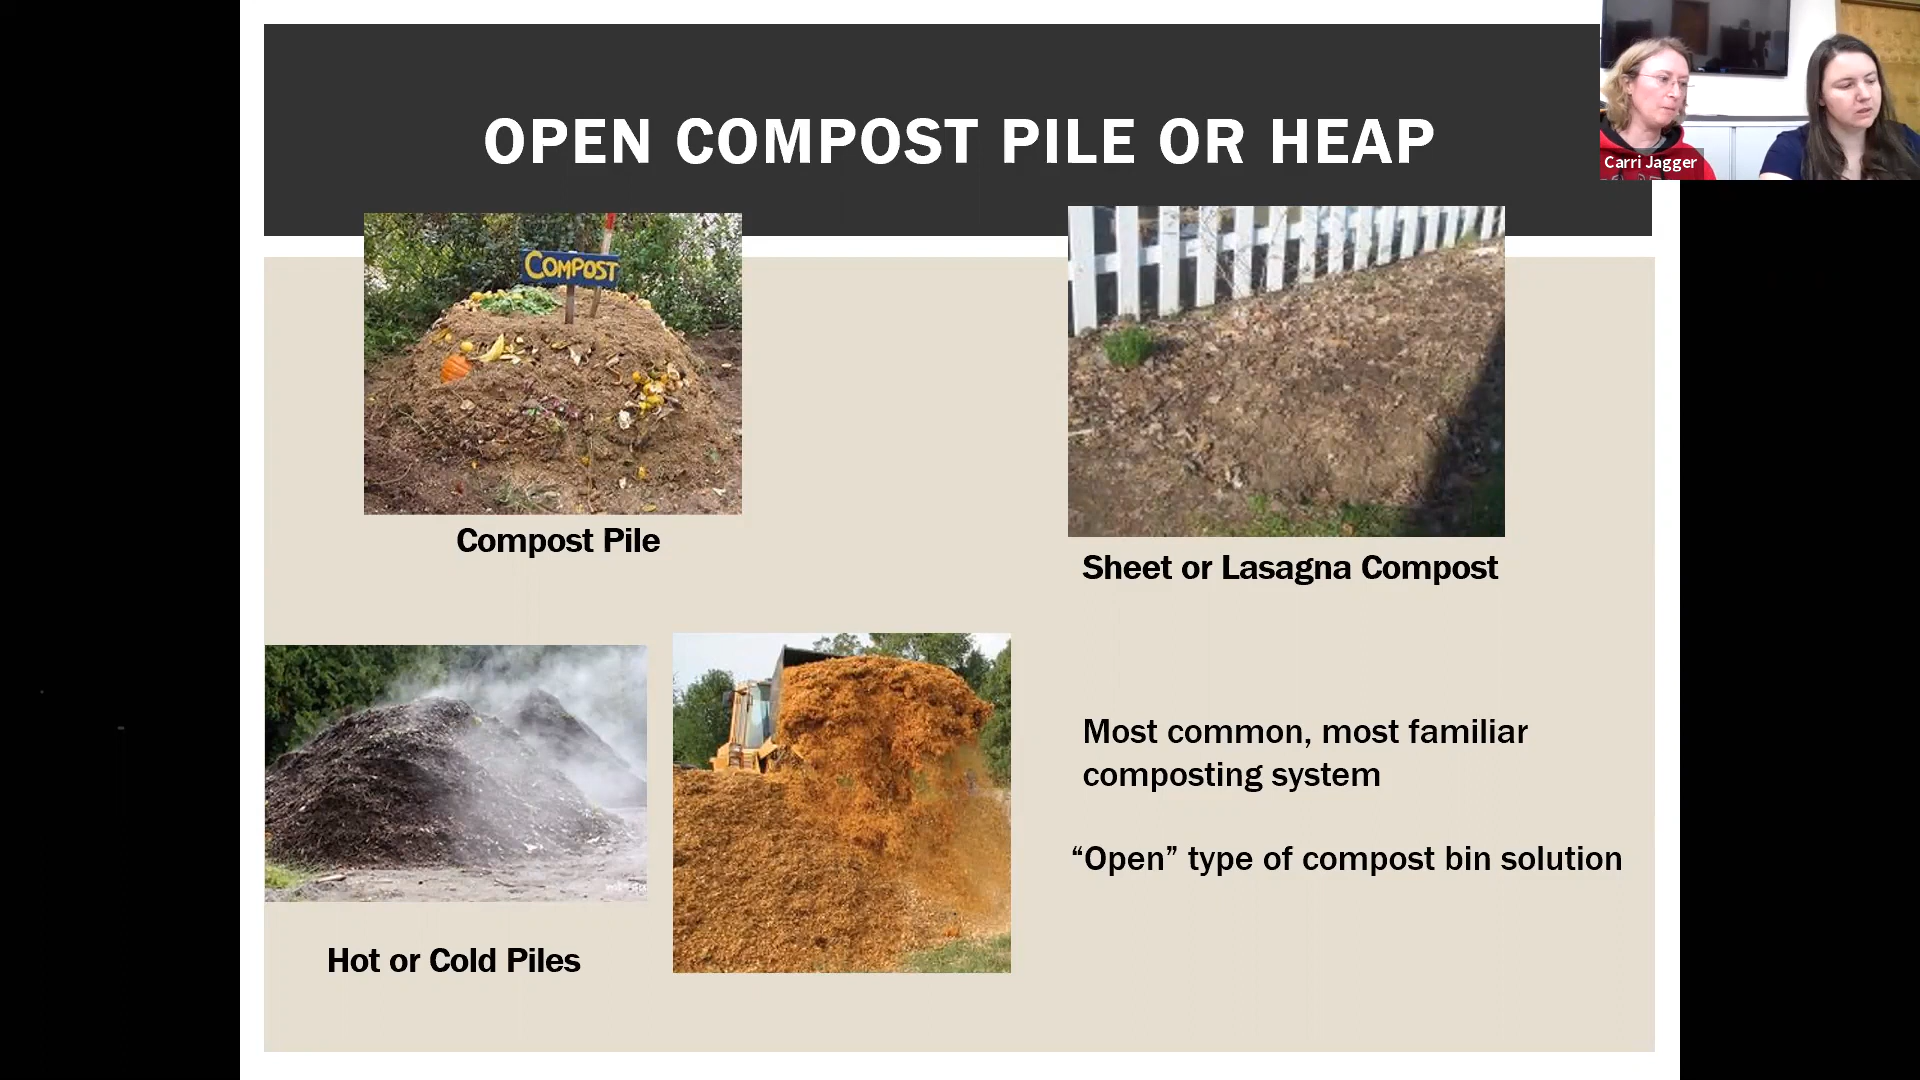 OPEN COMPOST PILE OR HEAP
Carri Jagger
COMPOST
Compost Pile
Sheet or Lasagna Compost
Most common, most familiar
composting system
“Open” type of compost bin solution
Hot or Cold Piles